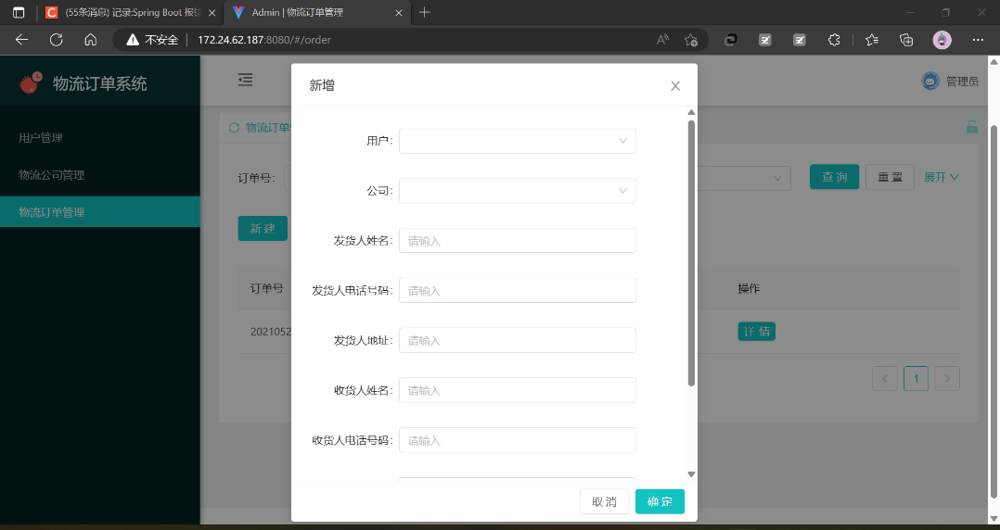 (55条消息) 记录:Spring Boot 报错
Admin | 物流订单管理
不安全 172.24.62.187:8080/#/order
物流订单系统
管理员
用户管理
物流公司管理
物流订单管理
物流订单
订单号:
查 询
重 置
展开
新 建
订单号
操作
2021052
详 情
1
新增
用户:
公司:
发货人姓名: 请输入
发货人电话号码: 请输入
发货人地址: 请输入
收货人姓名: 请输入
收货人电话号码: 请输入
取 消
确 定